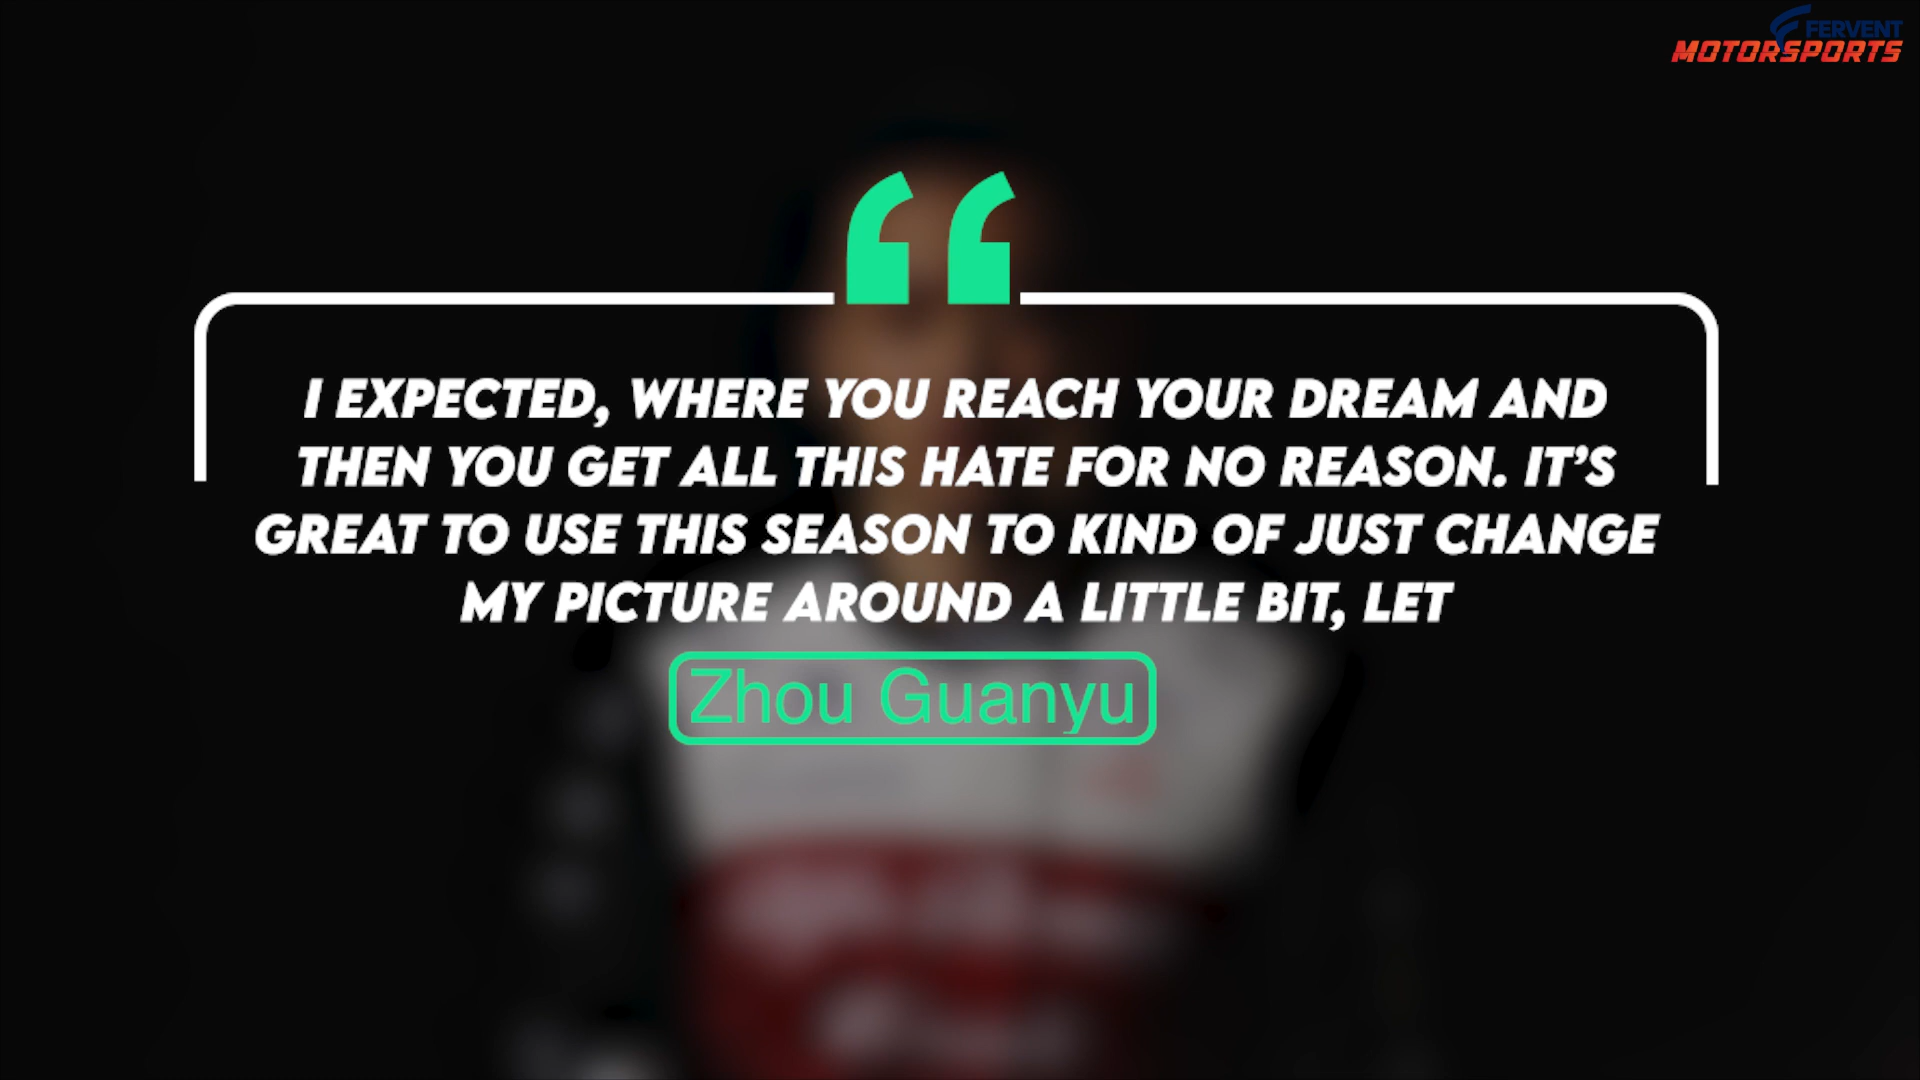 FERVENT
MOTORSPORTS
I EXPECTED, WHERE YOU REACH YOUR DREAM AND
THEN YOU GET ALL THIS HATE FOR NO REASON. IT’S
GREAT TO USE THIS SEASON TO KIND OF JUST CHANGE
MY PICTURE AROUND A LITTLE BIT, LET
Zhou Guanyu